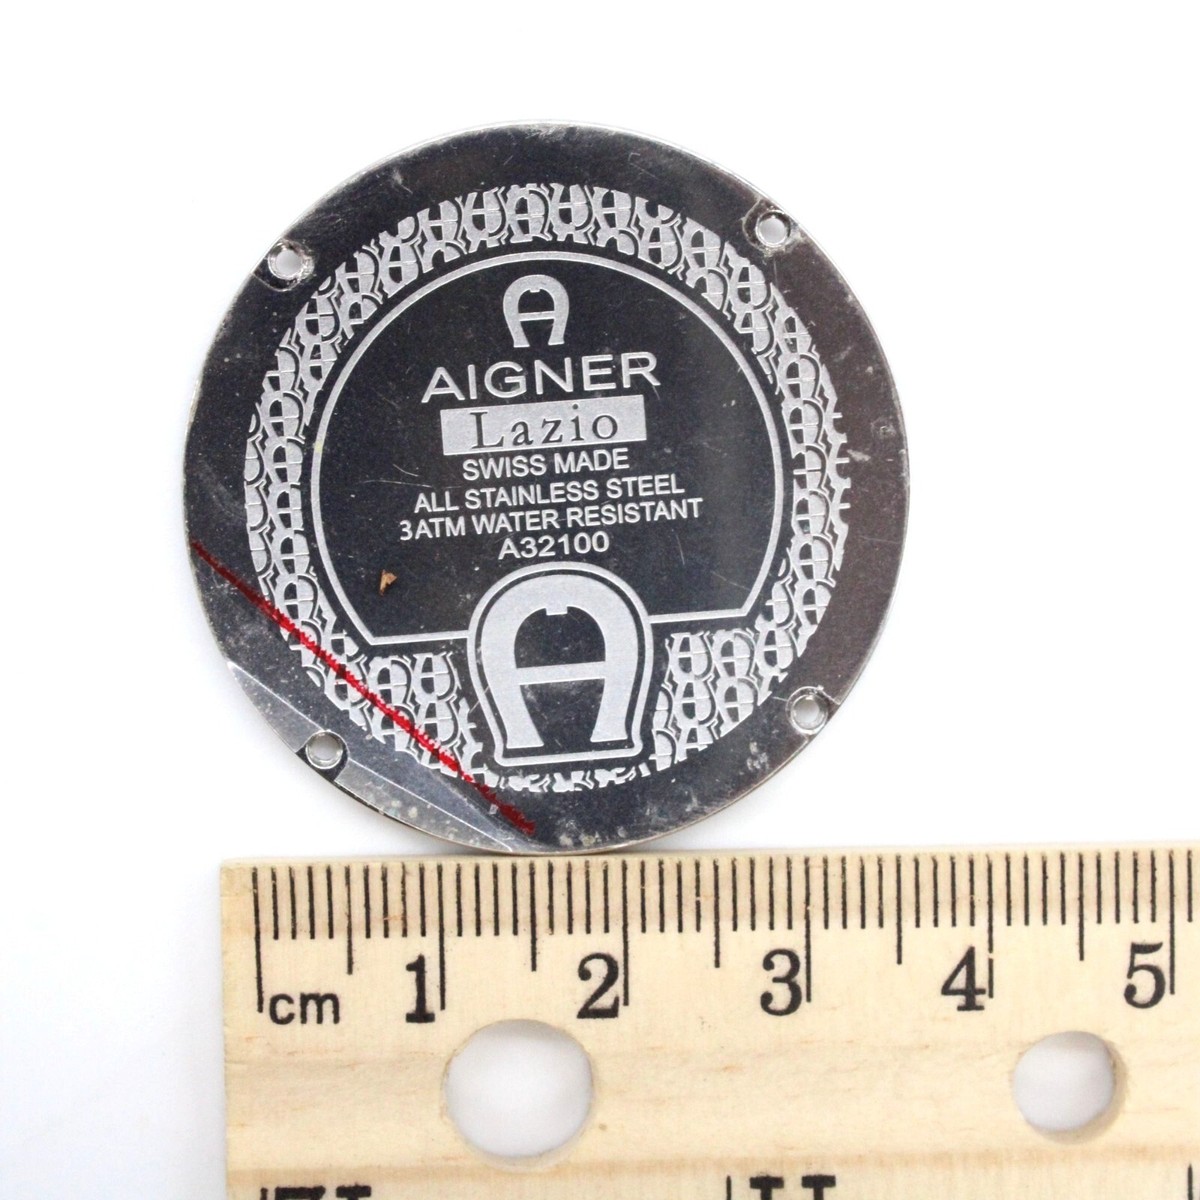 A
AIGNER
Lazio
SWISS MADE
ALL STAINLESS STEEL
3ATM WATER RESISTANT
A32100
A
cm 1 2 3 4 5